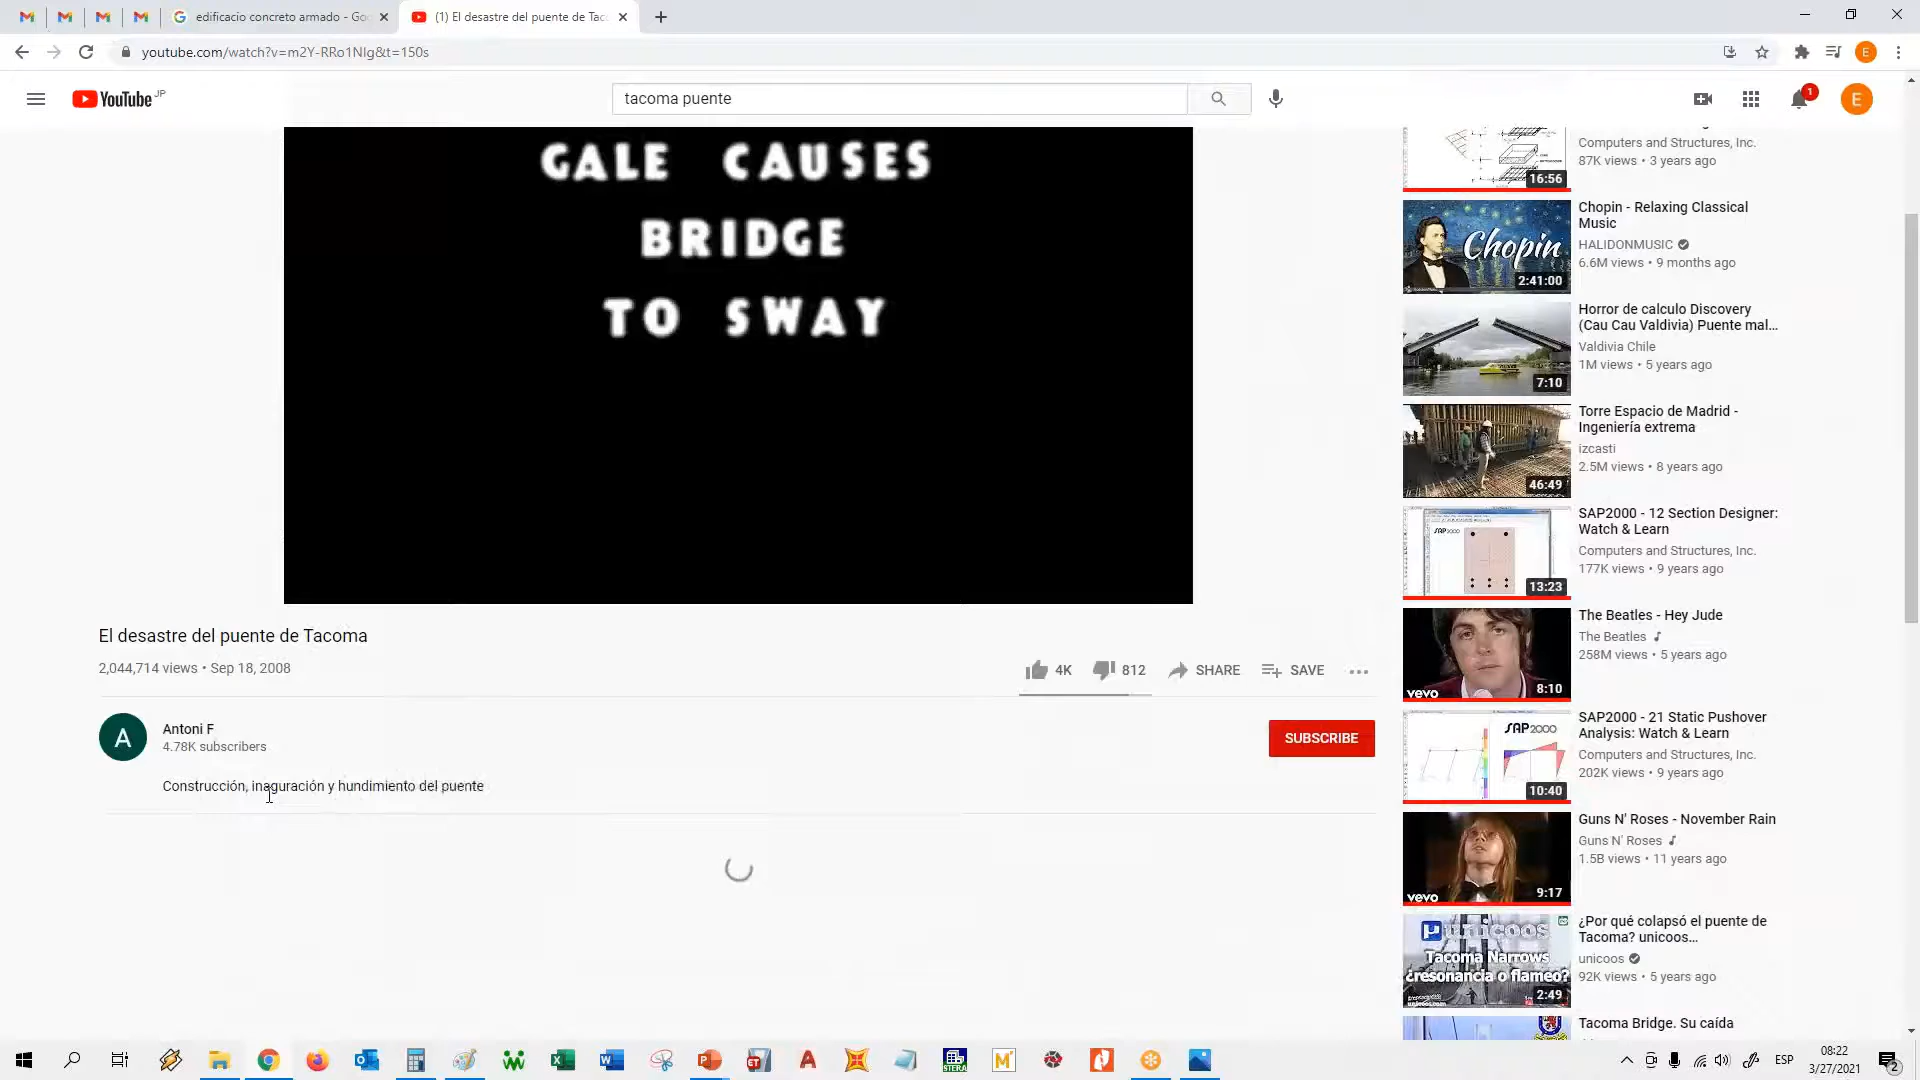 edificacio concreto armado - Goo
(1) El desastre del puente de Tac
youtube.com/watch?v=m2Y-RRo1NIg&t=150s
E
YouTube JP
tacoma puente
1
E
GALE CAUSES
BRIDGE
TO SWAY
El desastre del puente de Tacoma
2,044,714 views • Sep 18, 2008
4K
812
SHARE
SAVE
A
Antoni F
4.78K subscribers
SUBSCRIBE
Construcción, inaguración y hundimiento del puente
16:56
Computers and Structures, Inc.
87K views • 3 years ago
Chopin
2:41:00
Chopin - Relaxing Classical
Music
HALIDONMUSIC
6.6M views • 9 months ago
7:10
Horror de calculo Discovery
(Cau Cau Valdivia) Puente mal...
Valdivia Chile
1M views • 5 years ago
46:49
Torre Espacio de Madrid -
Ingeniería extrema
izcasti
2.5M views • 8 years ago
SAP2000
13:23
SAP2000 - 12 Section Designer:
Watch & Learn
Computers and Structures, Inc.
177K views • 9 years ago
vevo
8:10
The Beatles - Hey Jude
The Beatles
258M views • 5 years ago
SAP2000
10:40
SAP2000 - 21 Static Pushover
Analysis: Watch & Learn
Computers and Structures, Inc.
202K views • 9 years ago
vevo
9:17
Guns N' Roses - November Rain
Guns N' Roses
1.5B views • 11 years ago
unicoos
Tacoma Narrows
¿resonancia o flameo?
2:49
¿Por qué colapsó el puente de
Tacoma? unicoos...
unicoos
92K views • 5 years ago
Tacoma Bridge. Su caída
STERA
ESP
08:22
3/27/2021
2